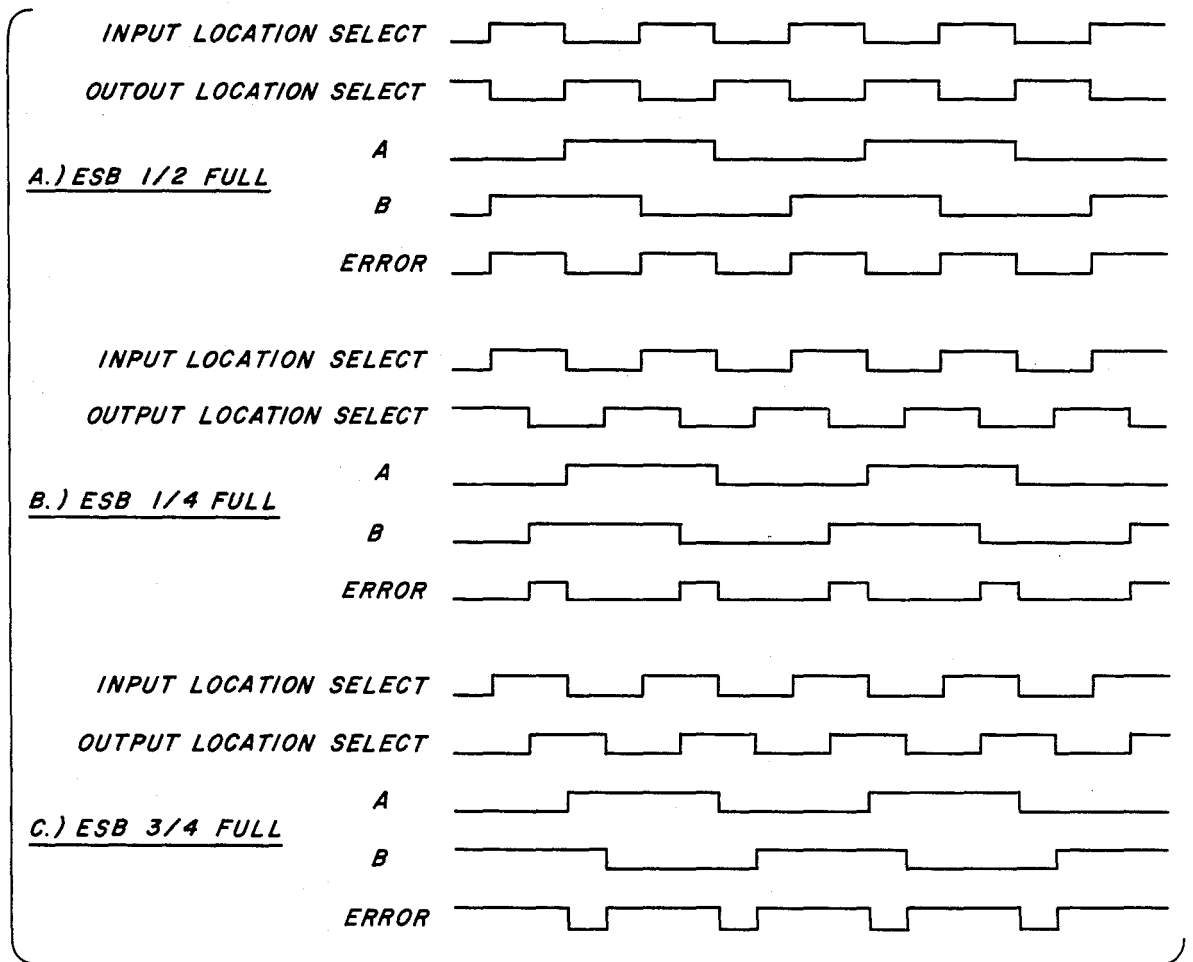 INPUT LOCATION SELECT
OUTOUT LOCATION SELECT
A
A.) ESB 1/2 FULL
B
ERROR
INPUT LOCATION SELECT
OUTPUT LOCATION SELECT
A
B.) ESB 1/4 FULL
B
ERROR
INPUT LOCATION SELECT
OUTPUT LOCATION SELECT
A
C.) ESB 3/4 FULL
B
ERROR